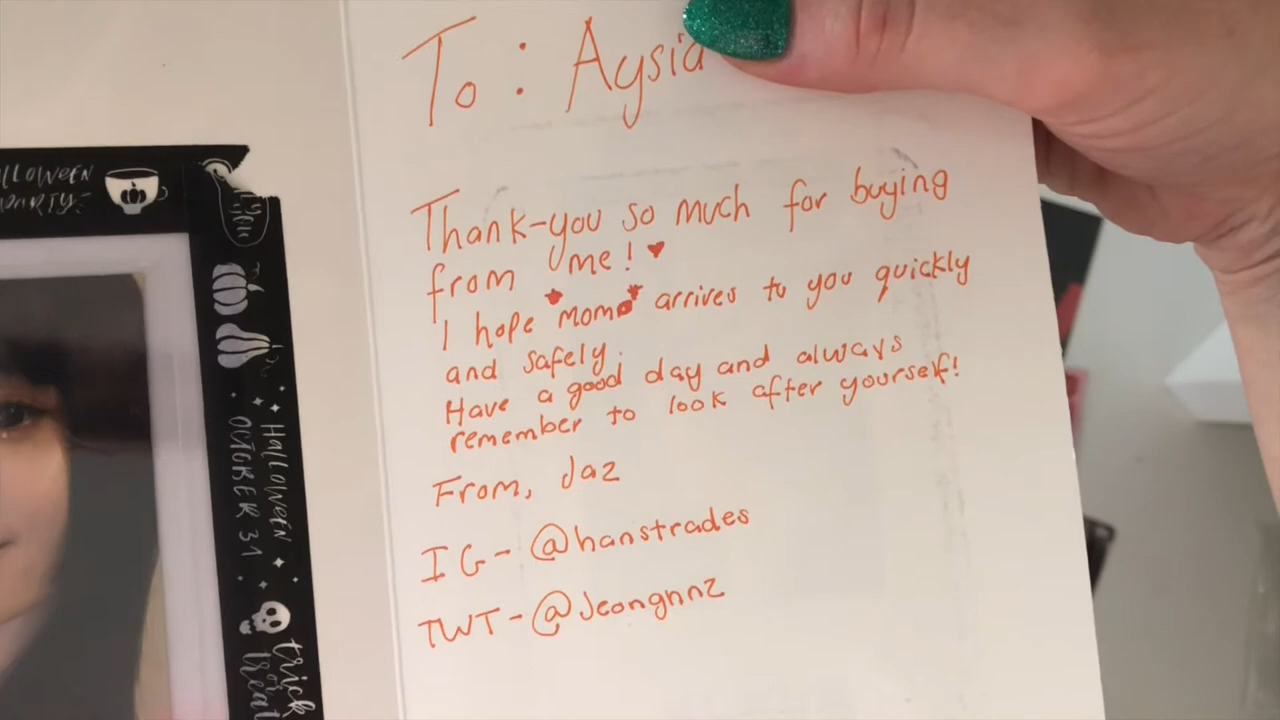 To: Aysia
Thank-you so much for buying
from me! ♥
I hope *momo* arrives to you quickly
and safely.
Have a good day and always
remember to look after yourself!
From, Jaz
IG- @hanstrades
TWT-@Jeongnnz
PARTY
HALLOWEEN
OCTOBER 31
trick
or
treat